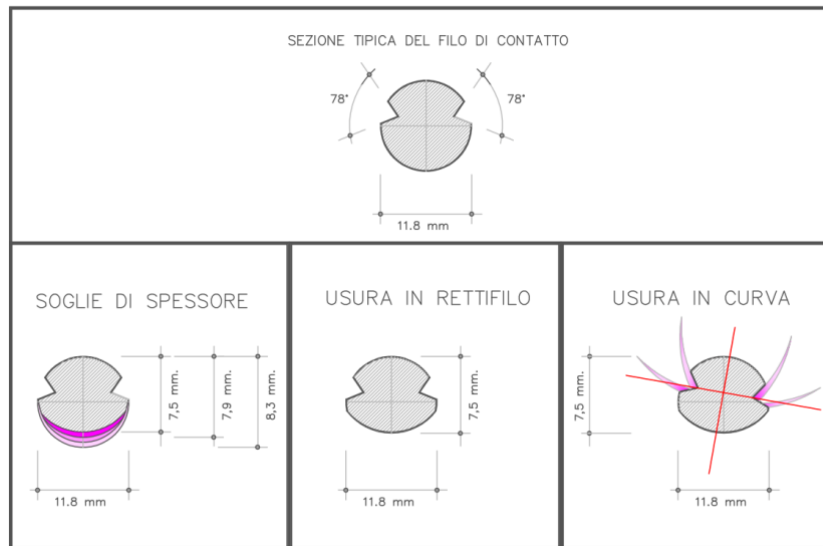 SEZIONE TIPICA DEL FILO DI CONTATTO
78°
78°
11.8 mm
SOGLIE DI SPESSORE
7,5 mm.
7,9 mm.
8,3 mm.
11.8 mm
USURA IN RETTIFILO
7,5 mm.
11.8 mm
USURA IN CURVA
7,5 mm.
11.8 mm